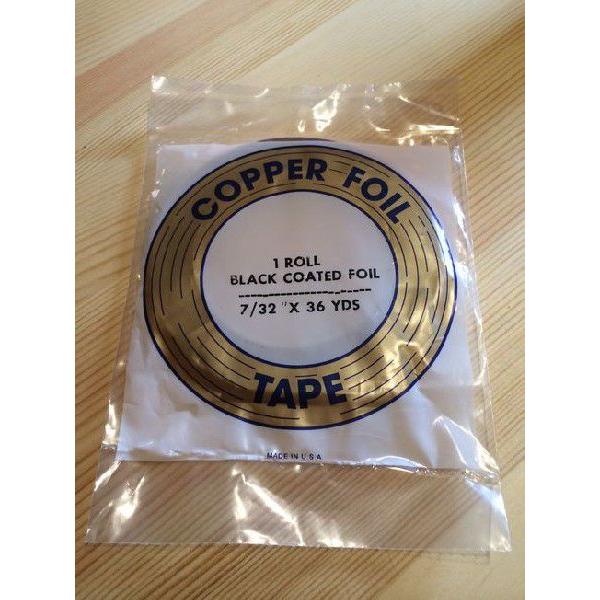 COPPER FOIL
1 ROLL
BLACK COATED FOIL
7/32 " X 36 YDS
TAPE
MADE IN U.S.A